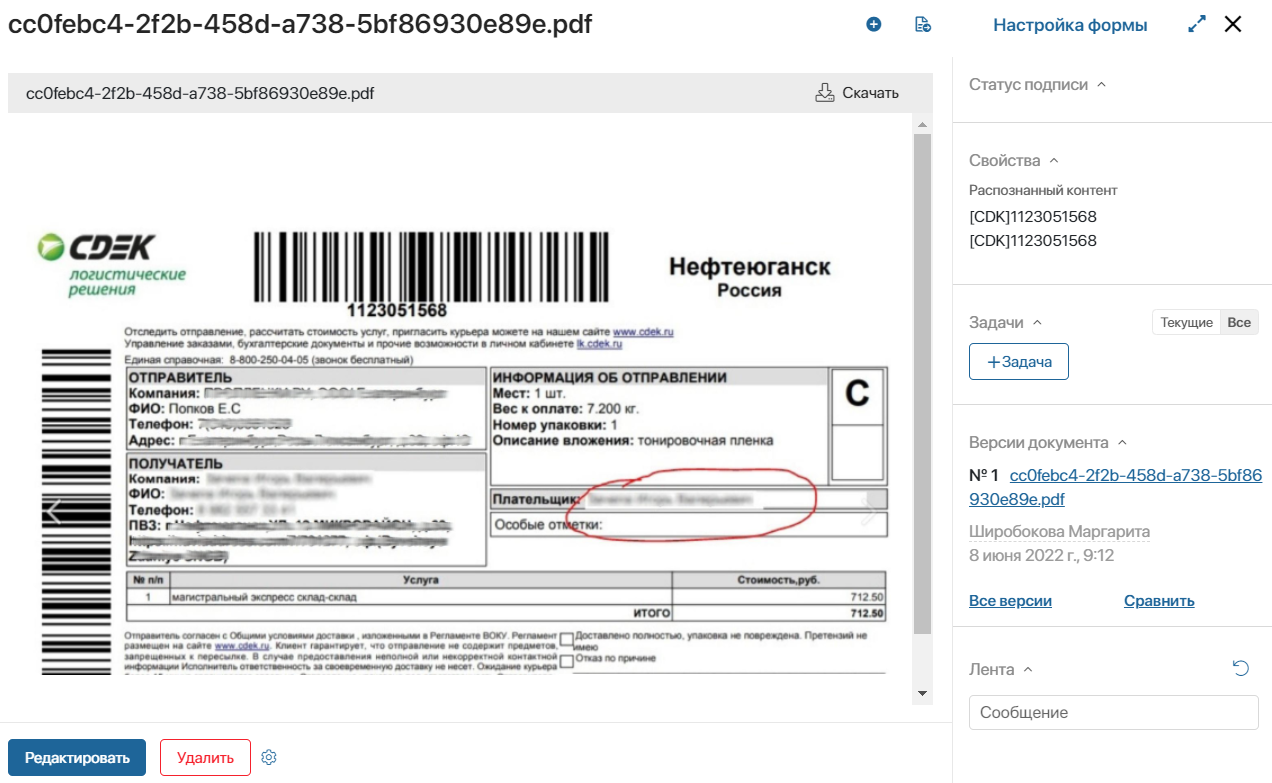 cc0febc4-2f2b-458d-a738-5bf86930e89e.pdf
Настройка формы
cc0febc4-2f2b-458d-a738-5bf86930e89e.pdf
Скачать
CDEK
логистические
решения
1123051568
Нефтеюганск
Россия
Отследить отправление, рассчитать стоимость услуг, пригласить курьера можете на нашем сайте www.cdek.ru
Управление заказами, бухгалтерские документы и прочие возможности в личном кабинете lk.cdek.ru
Единая справочная: 8-800-250-04-05 (звонок бесплатный)
ОТПРАВИТЕЛЬ
Компания:
ФИО: Попков Е.С
Телефон:
Адрес:
ИНФОРМАЦИЯ ОБ ОТПРАВЛЕНИИ
Мест: 1 шт.
Вес к оплате: 7.200 кг.
Номер упаковки: 1
Описание вложения: тонировочная пленка
C
ПОЛУЧАТЕЛЬ
Компания:
ФИО:
Телефон:
ПВЗ:
Плательщик:
Особые отметки:
№ п/п Услуга Стоимость,руб.
1 магистральный экспресс склад-склад 712.50
ИТОГО 712.50
Отправитель согласен с Общими условиями доставки , изложенными в Регламенте ВОКУ. Регламент
размещен на сайте www.cdek.ru. Клиент гарантирует, что отправление не содержит предметов,
запрещенных к пересылке. В случае предоставления неполной или некорректной контактной
информации Исполнитель ответственность за своевременную доставку не несет. Ожидание курьера
Доставлено полностью, упаковка не повреждена. Претензий не
имею
Отказ по причине
Редактировать
Удалить
Статус подписи
Свойства
Распознанный контент
[CDK]1123051568
[CDK]1123051568
Задачи
Текущие Все
+Задача
Версии документа
№ 1 cc0febc4-2f2b-458d-a738-5bf86
930e89e.pdf
Широбокова Маргарита
8 июня 2022 г., 9:12
Все версии Сравнить
Лента
Сообщение